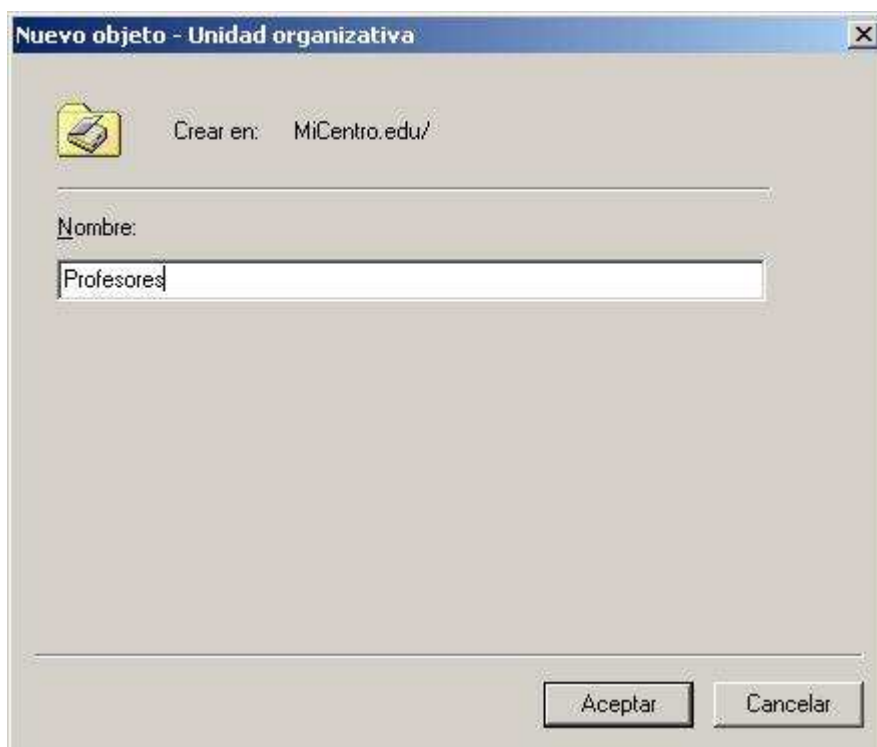 Nuevo objeto - Unidad organizativa
Crear en: MiCentro.edu/
Nombre:
Profesores
Aceptar Cancelar